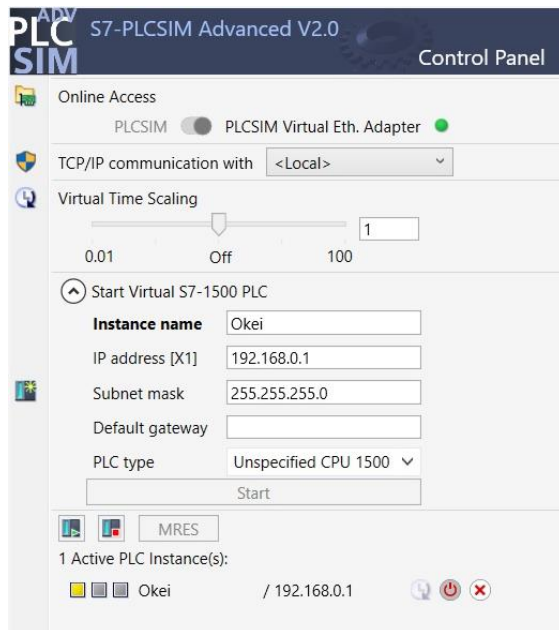 ADV
PLC
SIM
S7-PLCSIM Advanced V2.0
Control Panel
Online Access
PLCSIM PLCSIM Virtual Eth. Adapter
TCP/IP communication with <Local>
Virtual Time Scaling
1
0.01 Off 100
Start Virtual S7-1500 PLC
Instance name Okei
IP address [X1] 192.168.0.1
Subnet mask 255.255.255.0
Default gateway
PLC type Unspecified CPU 1500
Start
MRES
1 Active PLC Instance(s):
Okei / 192.168.0.1